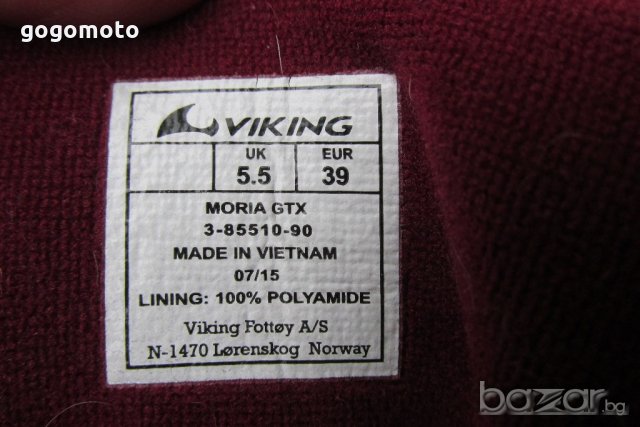 gogomoto
VIKING
UK EUR
5.5 39
MORIA GTX
3-85510-90
MADE IN VIETNAM
07/15
LINING: 100% POLYAMIDE
Viking Fottøy A/S
N-1470 Lørenskog Norway
bazar.bg